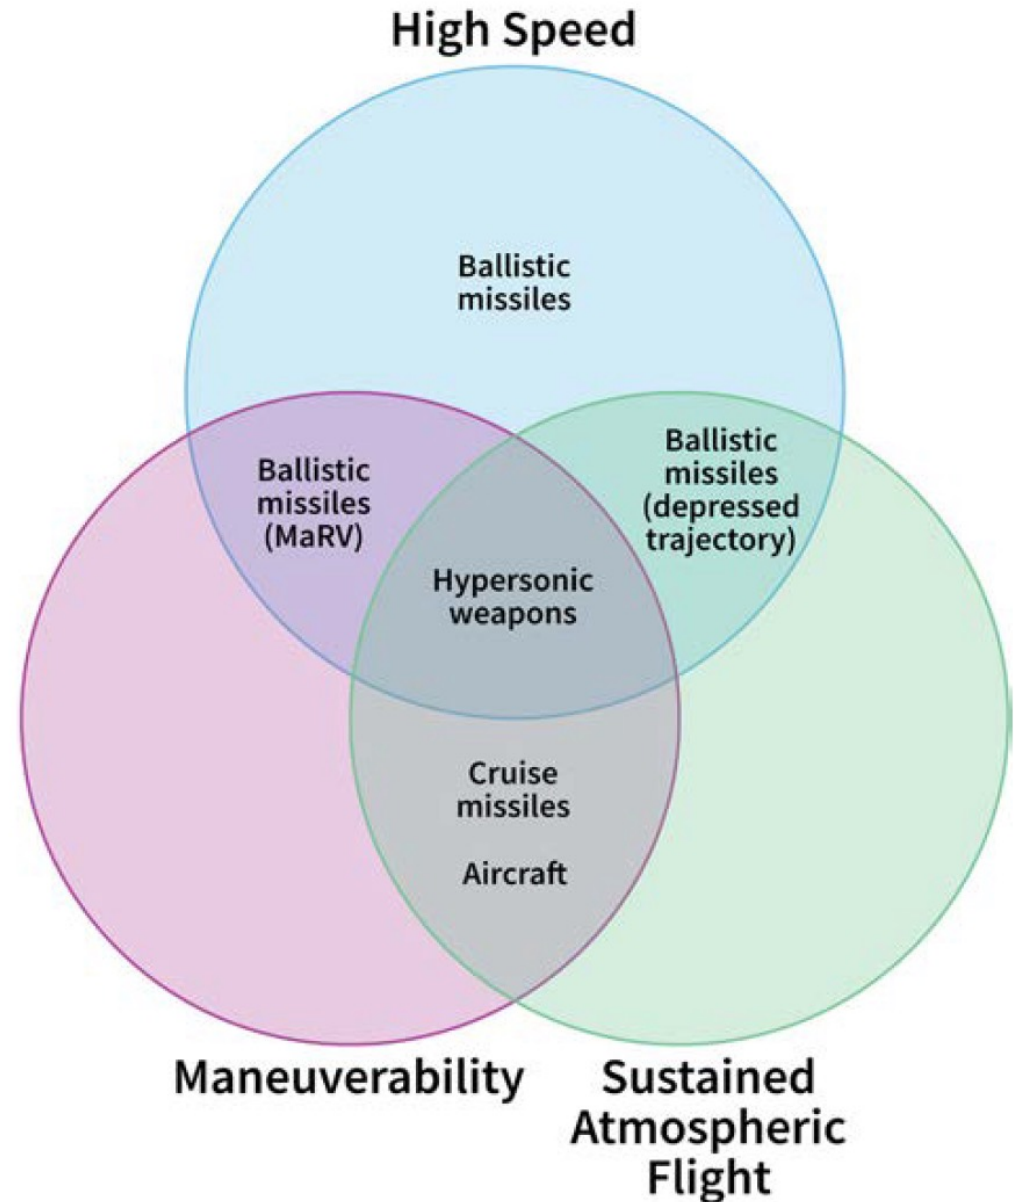 High Speed
Ballistic
missiles
Ballistic
missiles
(MaRV)
Ballistic
missiles
(depressed
trajectory)
Hypersonic
weapons
Cruise
missiles
Aircraft
Maneuverability
Sustained
Atmospheric
Flight